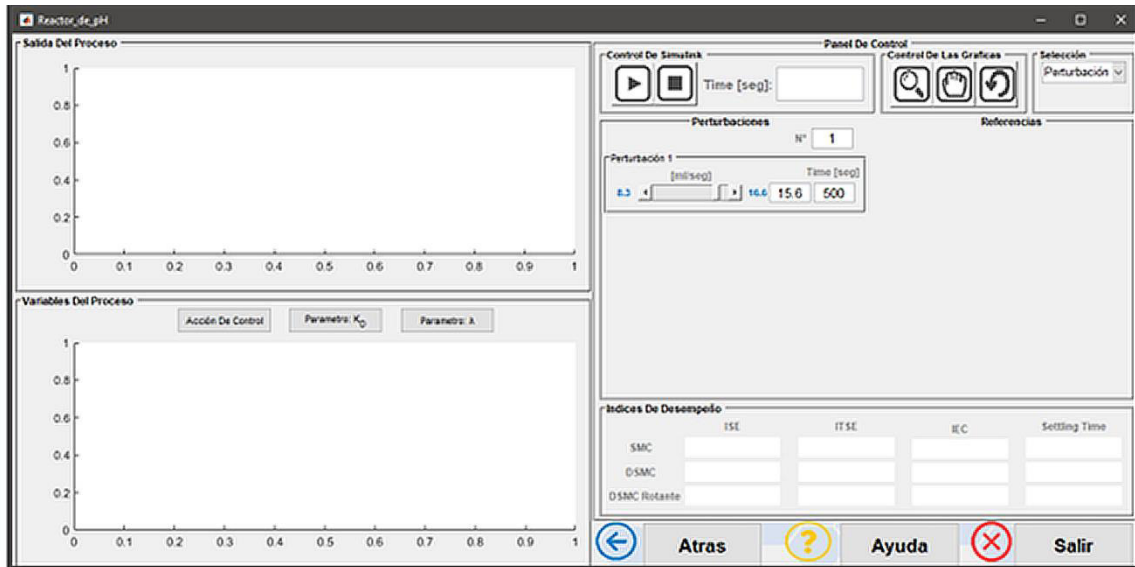 Reactor_de_pH
Salida Del Proceso
1
0.8
0.6
0.4
0.2
0
0 0.1 0.2 0.3 0.4 0.5 0.6 0.7 0.8 0.9 1
Variables Del Proceso
Acción De Control Parametro: K_D Parametro: λ
1
0.8
0.6
0.4
0.2
0
0 0.1 0.2 0.3 0.4 0.5 0.6 0.7 0.8 0.9 1
Panel De Control
Control De Simulink Control De Las Graficas Selección
Time [seg]: Perturbación
Perturbaciones Referencias
N° 1
Perturbación 1
[ml/seg] Time [seg]
8.3 16.6 15.6 500
Indices De Desempeño
ISE ITSE IEC Settling Time
SMC
DSMC
DSMC Rotante
Atras ? Ayuda Salir